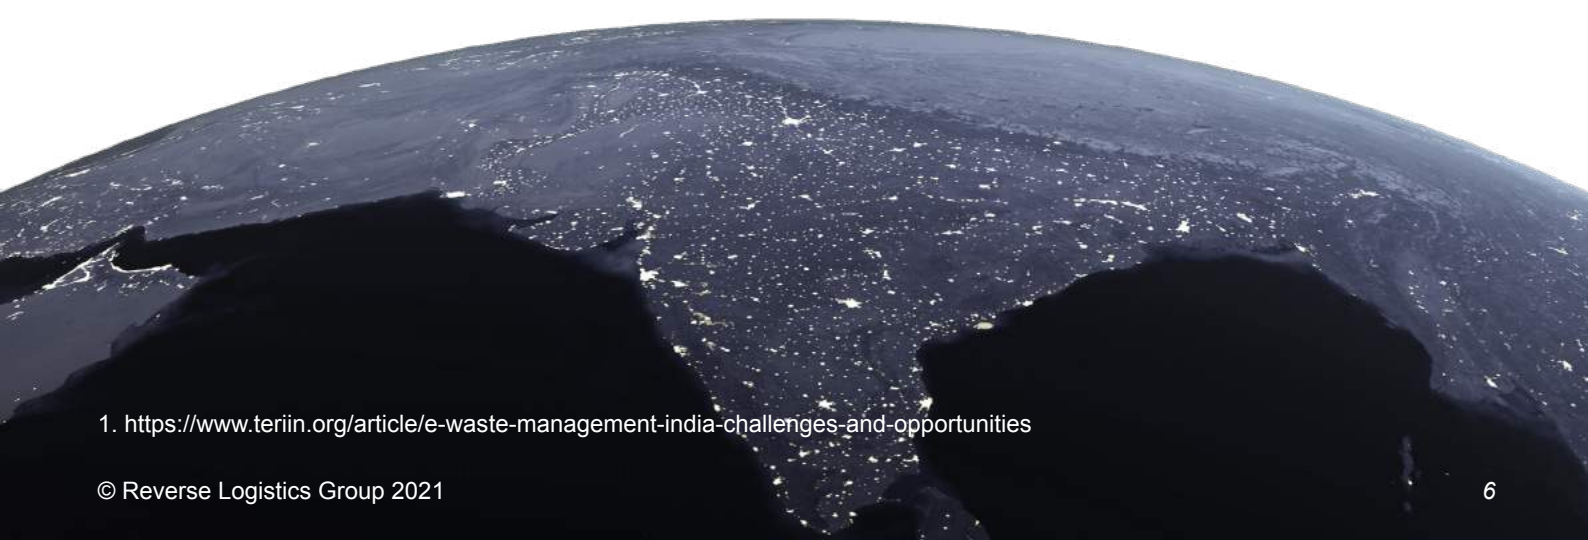 1. https://www.teriin.org/article/e-waste-management-india-challenges-and-opportunities
© Reverse Logistics Group 2021
6